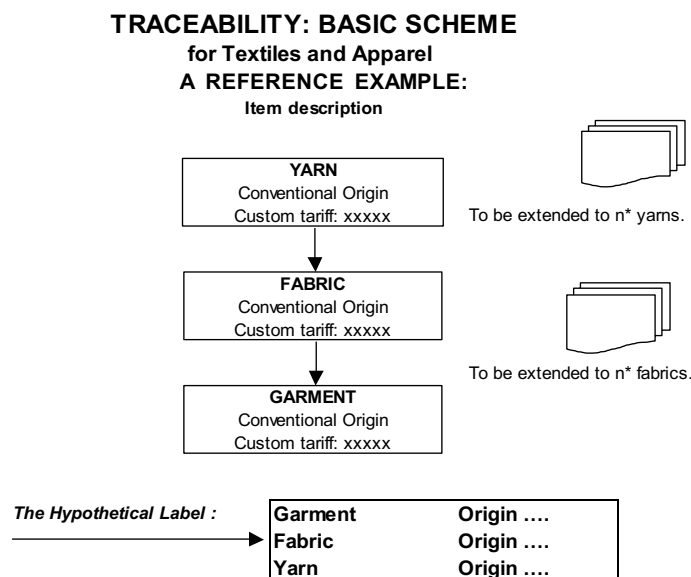 TRACEABILITY: BASIC SCHEME
for Textiles and Apparel
A REFERENCE EXAMPLE:
Item description
YARN
Conventional Origin
Custom tariff: xxxxx
To be extended to n* yarns.
FABRIC
Conventional Origin
Custom tariff: xxxxx
To be extended to n* fabrics.
GARMENT
Conventional Origin
Custom tariff: xxxxx
The Hypothetical Label :
Garment Origin ....
Fabric Origin ....
Yarn Origin ....